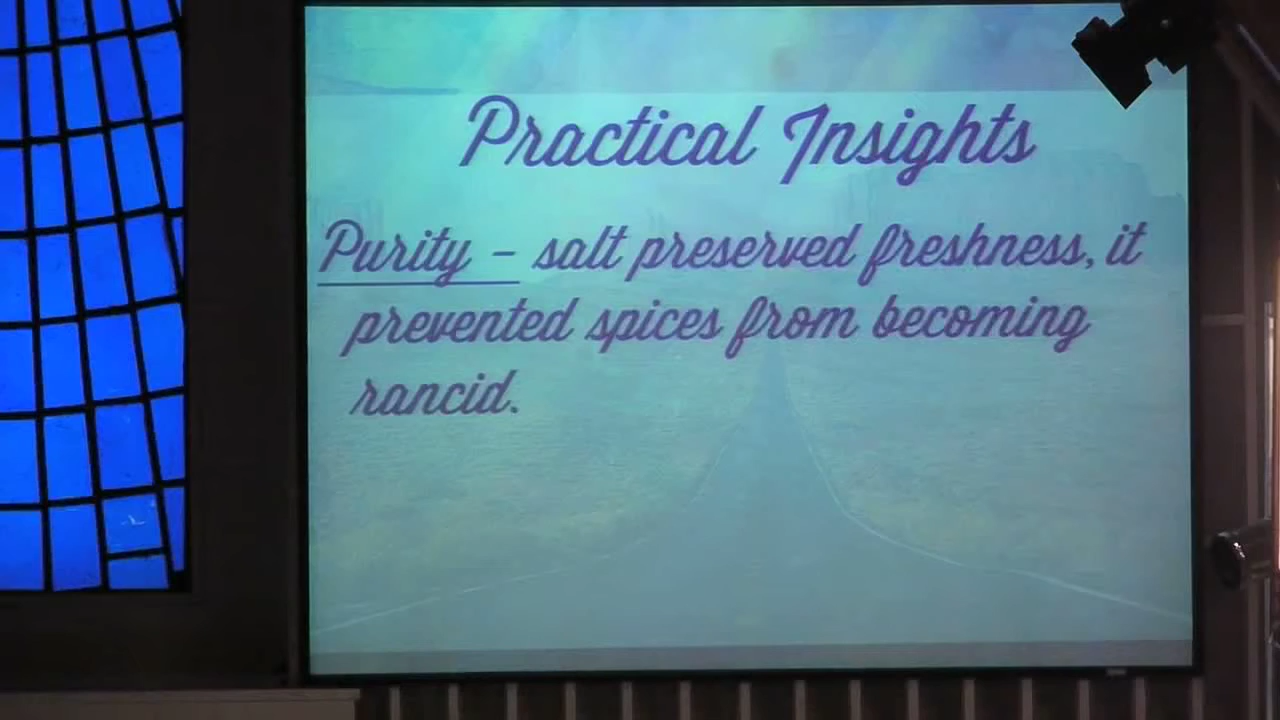 Practical Insights
Purity - salt preserved freshness, it
prevented spices from becoming
rancid.